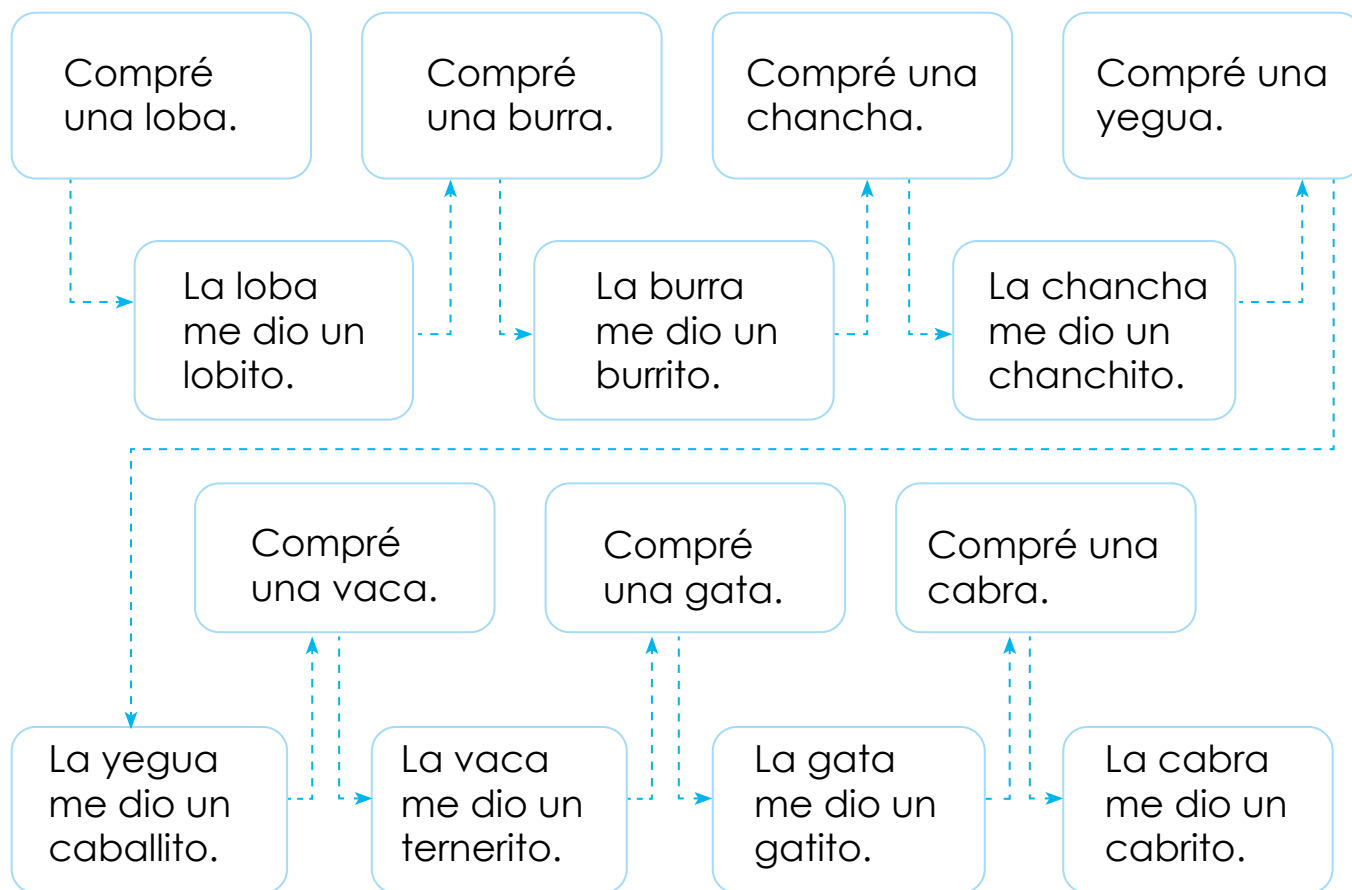 Compré
una loba.
La loba
me dio un
lobito.
Compré
una burra.
La burra
me dio un
burrito.
Compré una
chancha.
La chancha
me dio un
chanchito.
Compré una
yegua.
La yegua
me dio un
caballito.
Compré
una vaca.
La vaca
me dio un
ternerito.
Compré
una gata.
La gata
me dio un
gatito.
Compré una
cabra.
La cabra
me dio un
cabrito.